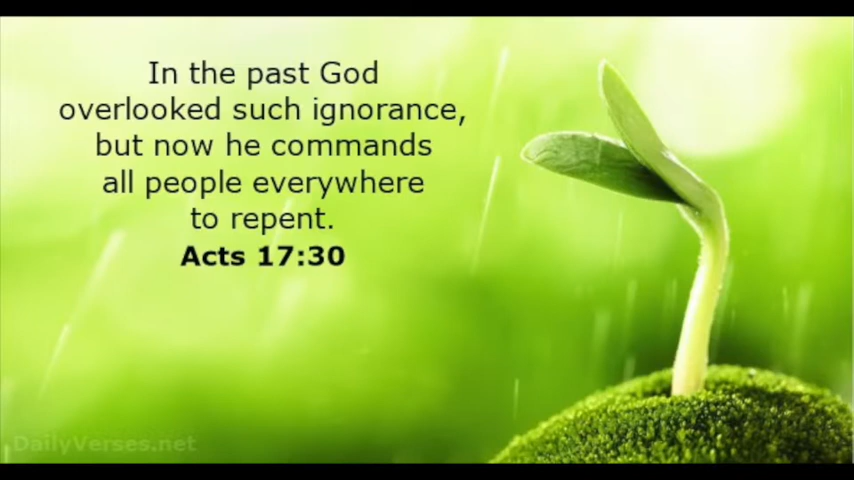 In the past God
overlooked such ignorance,
but now he commands
all people everywhere
to repent.
Acts 17:30
DailyVerses.net